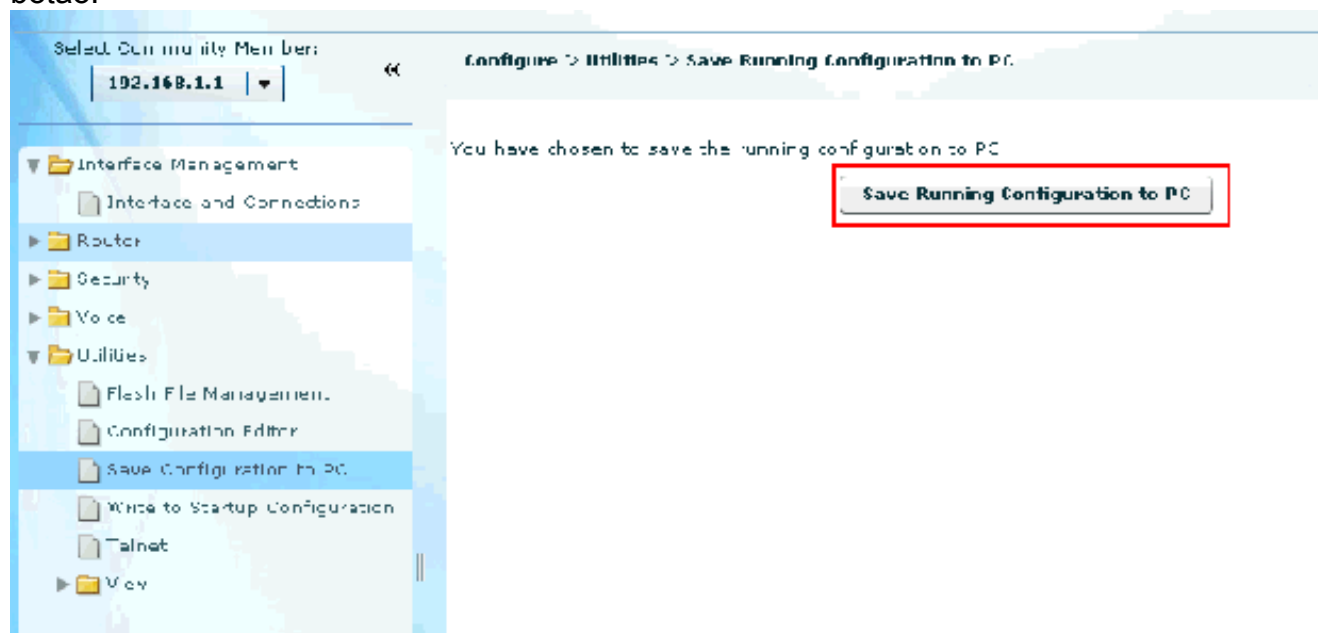 Select Community Member:
192.168.1.1
Configure > Utilities > Save Running Configuration to PC
You have chosen to save the running configuration to PC
Save Running Configuration to PC
Interface Management
Interface and Connections
Router
Security
Voice
Utilities
Flash File Management
Configuration Editor
Save Configuration to PC
Write to Startup Configuration
Telnet
View